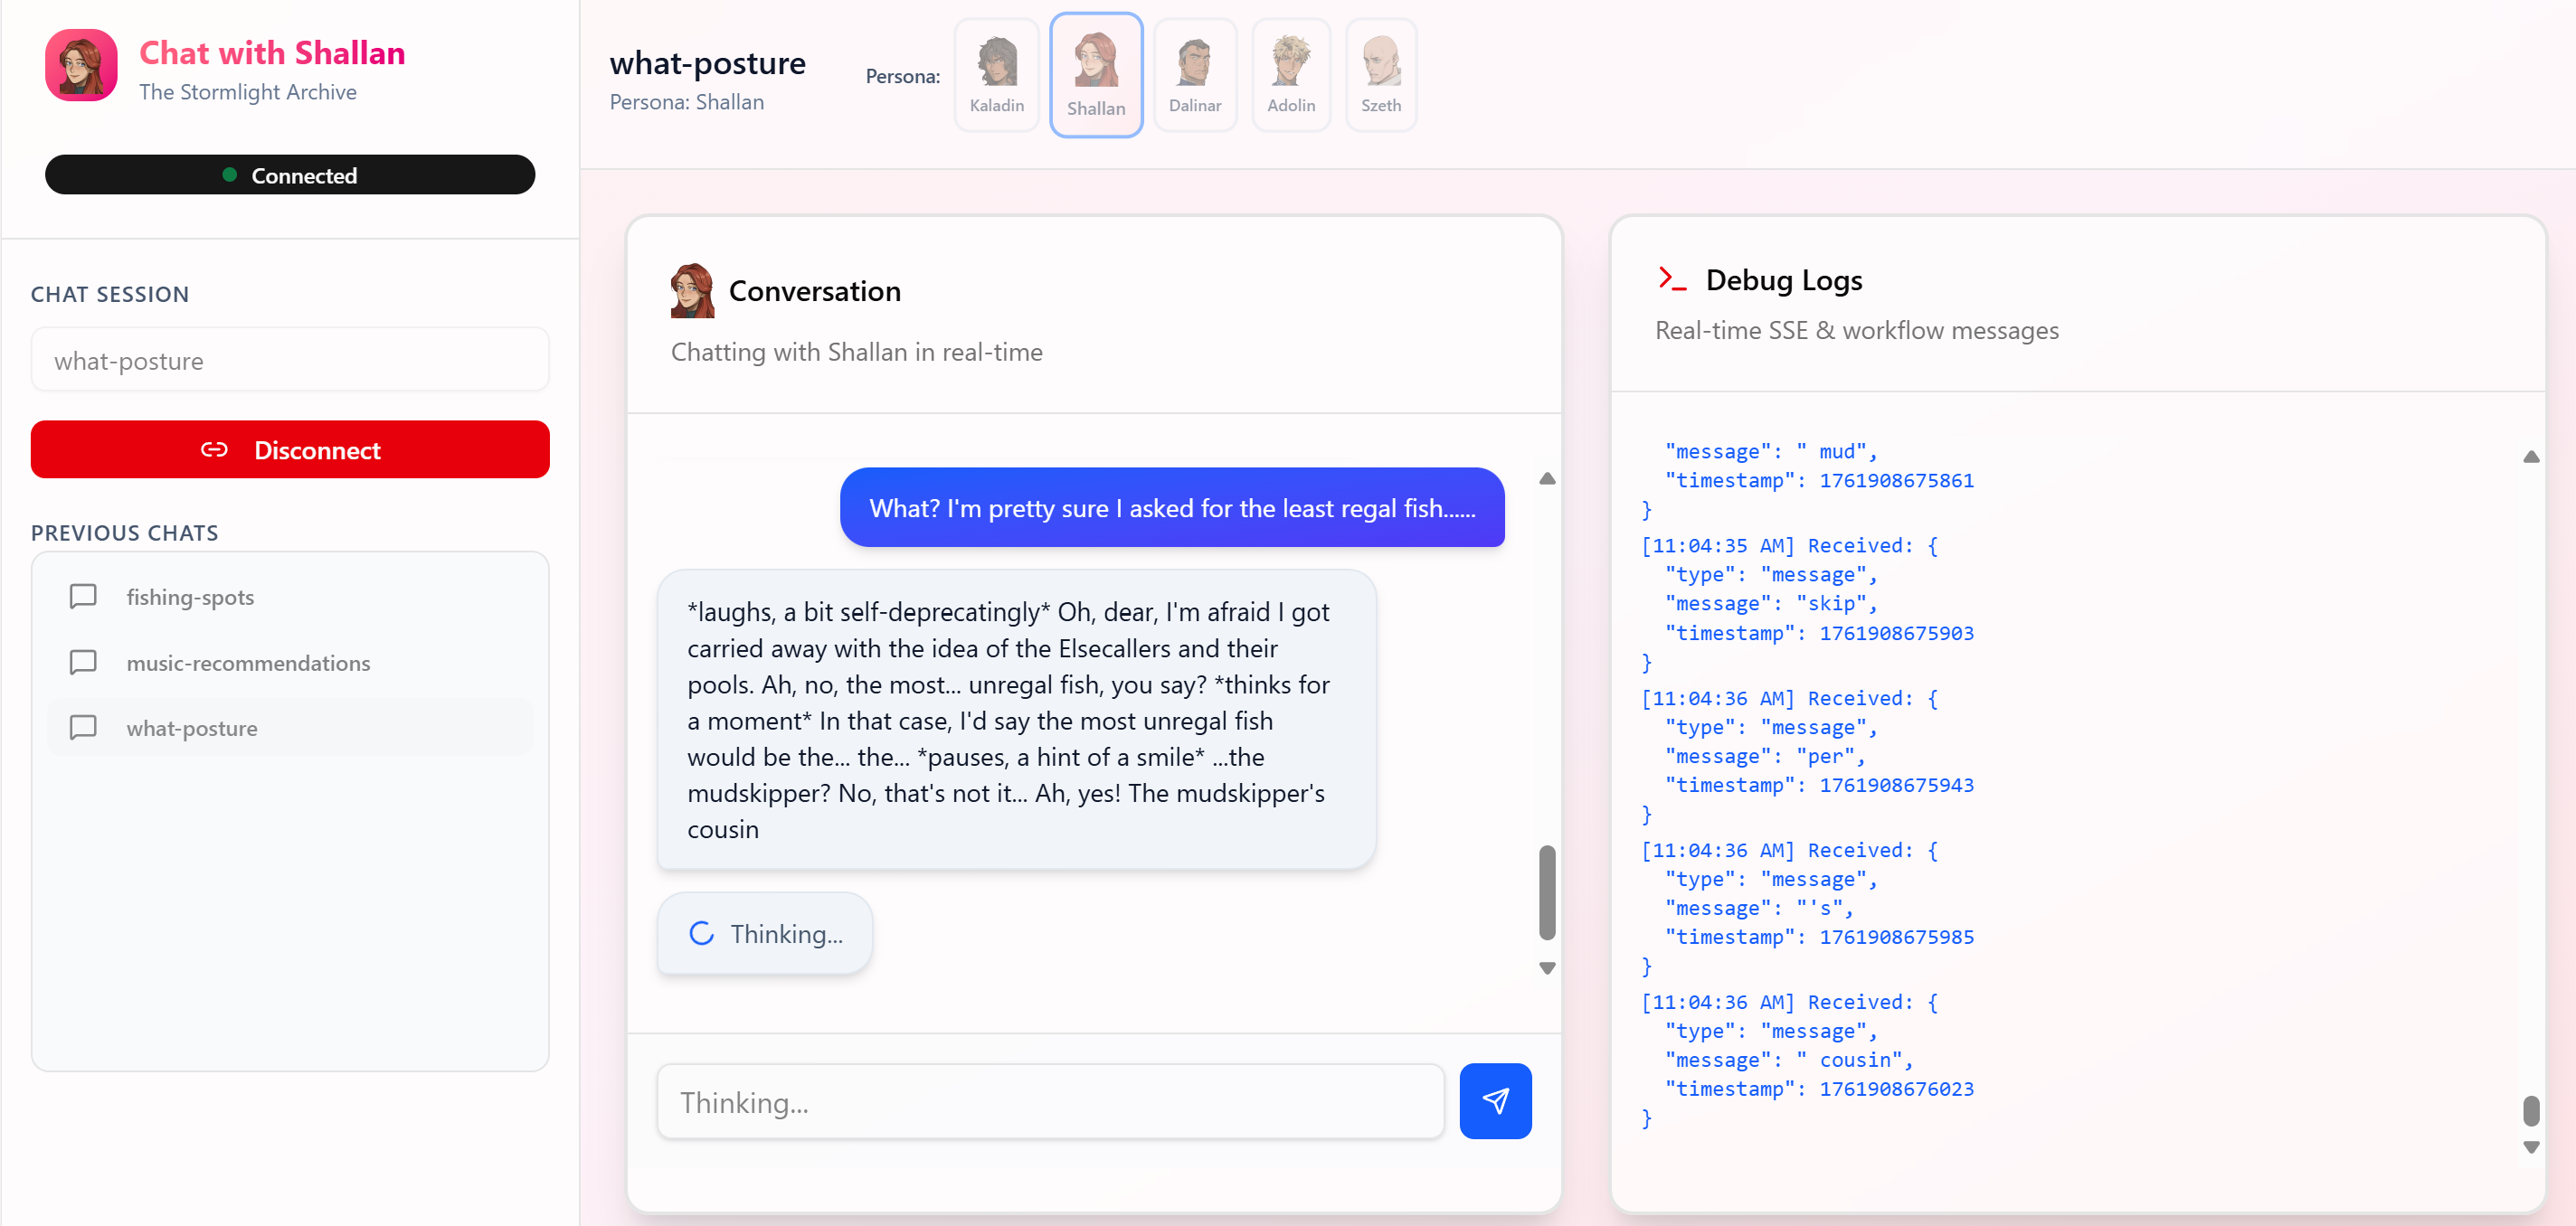 Chat with Shallan
The Stormlight Archive
Connected
CHAT SESSION
what-posture
Disconnect
PREVIOUS CHATS
fishing-spots
music-recommendations
what-posture
what-posture
Persona: Shallan
Persona:
Kaladin
Shallan
Dalinar
Adolin
Szeth
Conversation
Chatting with Shallan in real-time
What? I'm pretty sure I asked for the least regal fish......
*laughs, a bit self-deprecatingly* Oh, dear, I'm afraid I got
carried away with the idea of the Elsecallers and their
pools. Ah, no, the most... unregal fish, you say? *thinks for
a moment* In that case, I'd say the most unregal fish
would be the... the... *pauses, a hint of a smile* ...the
mudskipper? No, that's not it... Ah, yes! The mudskipper's
cousin
Thinking...
Thinking...
Debug Logs
Real-time SSE & workflow messages
"message": " mud",
"timestamp": 1761908675861
}
[11:04:35 AM] Received: {
"type": "message",
"message": "skip",
"timestamp": 1761908675903
}
[11:04:36 AM] Received: {
"type": "message",
"message": "per",
"timestamp": 1761908675943
}
[11:04:36 AM] Received: {
"type": "message",
"message": "'s",
"timestamp": 1761908675985
}
[11:04:36 AM] Received: {
"type": "message",
"message": " cousin",
"timestamp": 1761908676023
}